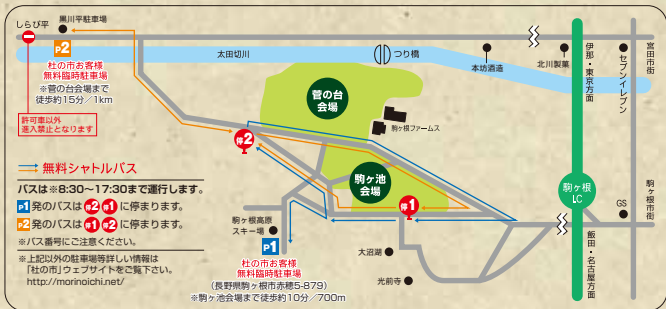 しらび平
黒川平駐車場
P2
杜の市お客様
無料臨時駐車場
※菅の台会場まで
徒歩約15分／1km
許可車以外
進入禁止となります
太田切川
つり橋
本坊酒造
北川製菓
伊那・東京方面
セブンイレブン
宮田市街
菅の台
会場
駒ヶ根ファームス
停2
駒ヶ池
会場
停1
駒ヶ根
I.C
GS
駒ヶ根市街
飯田・名古屋方面
無料シャトルバス
バスは※8:30～17:30まで運行します。
P1発のバスは停2停1に停まります。
P2発のバスは停1停2に停まります。
※バス番号にご注意ください。
※上記以外の駐車場等詳しい情報は
「杜の市」ウェブサイトをご覧下さい。
http://morinoichi.net/
駒ヶ根高原
スキー場
P1
杜の市お客様
無料臨時駐車場
(長野県駒ヶ根市赤穂5-879)
※駒ヶ池会場まで徒歩約10分／700m
大沼湖
光前寺